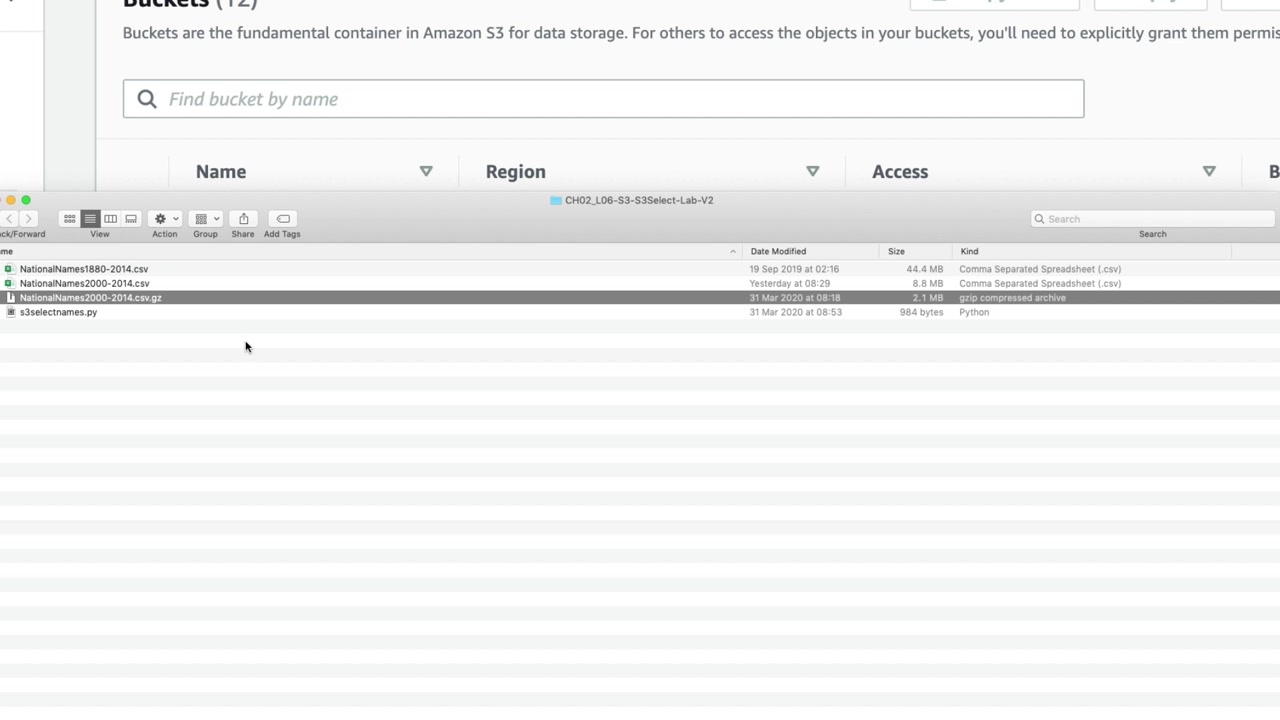 Buckets (12)
Buckets are the fundamental container in Amazon S3 for data storage. For others to access the objects in your buckets, you'll need to explicitly grant them permis
Find bucket by name
Name Region Access B
CH02_L06-S3-S3Select-Lab-V2
Search
ck/Forward View Action Group Share Add Tags Search
me Date Modified Size Kind
NationalNames1880-2014.csv 19 Sep 2019 at 02:16 44.4 MB Comma Separated Spreadsheet (.csv)
NationalNames2000-2014.csv Yesterday at 08:29 8.8 MB Comma Separated Spreadsheet (.csv)
NationalNames2000-2014.csv.gz 31 Mar 2020 at 08:18 2.1 MB gzip compressed archive
s3selectnames.py 31 Mar 2020 at 08:53 984 bytes Python